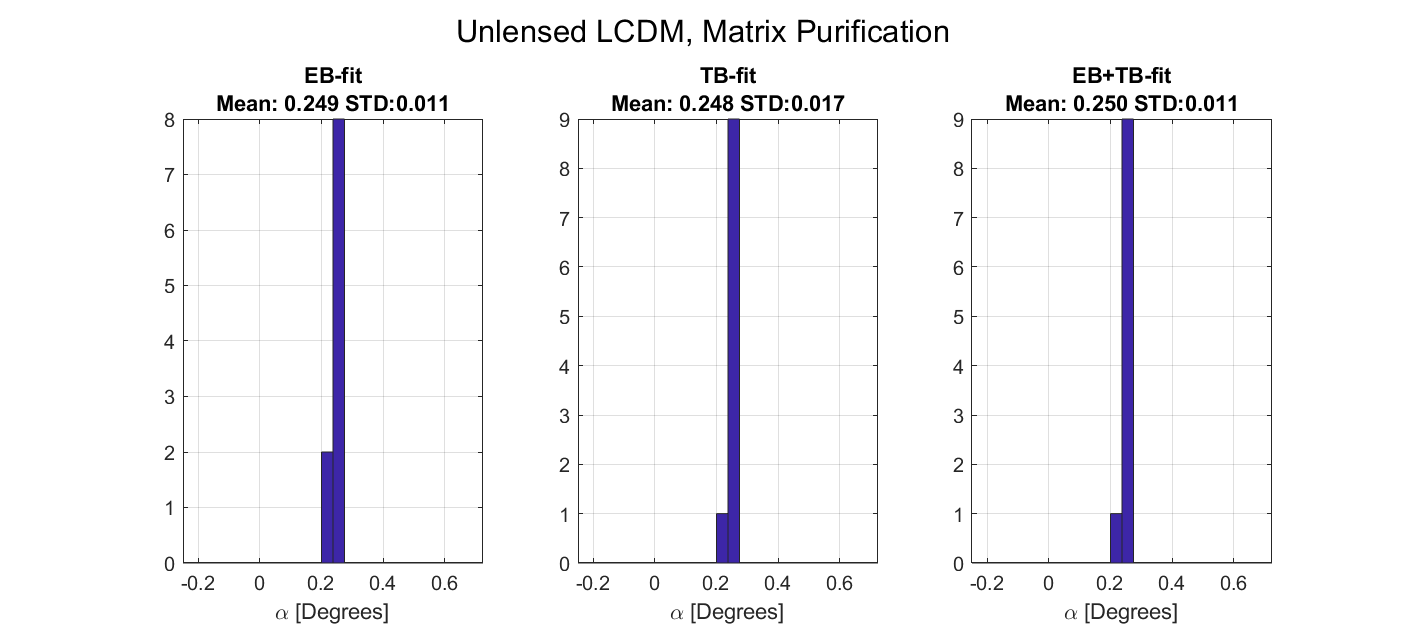 Unlensed LCDM, Matrix Purification
EB-fit
Mean: 0.249 STD:0.011
8
7
6
5
4
3
2
1
0
-0.2 0 0.2 0.4 0.6
α [Degrees]
TB-fit
Mean: 0.248 STD:0.017
9
8
7
6
5
4
3
2
1
0
-0.2 0 0.2 0.4 0.6
α [Degrees]
EB+TB-fit
Mean: 0.250 STD:0.011
9
8
7
6
5
4
3
2
1
0
-0.2 0 0.2 0.4 0.6
α [Degrees]